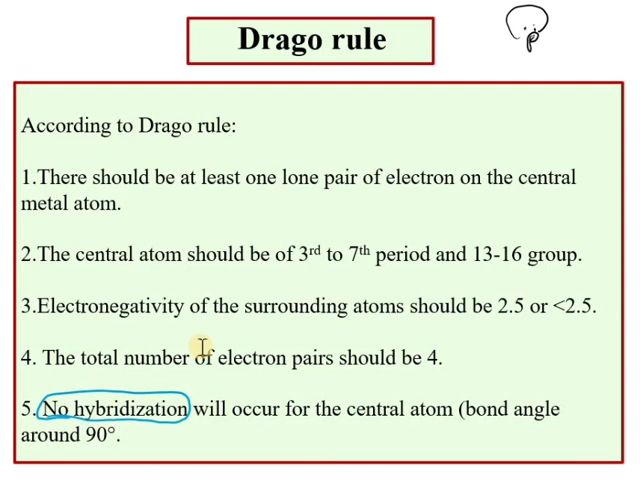 Drago rule
According to Drago rule:
1.There should be at least one lone pair of electron on the central
metal atom.
2.The central atom should be of 3rd to 7th period and 13-16 group.
3.Electronegativity of the surrounding atoms should be 2.5 or <2.5.
4. The total number of electron pairs should be 4.
5. No hybridization will occur for the central atom (bond angle
around 90°.